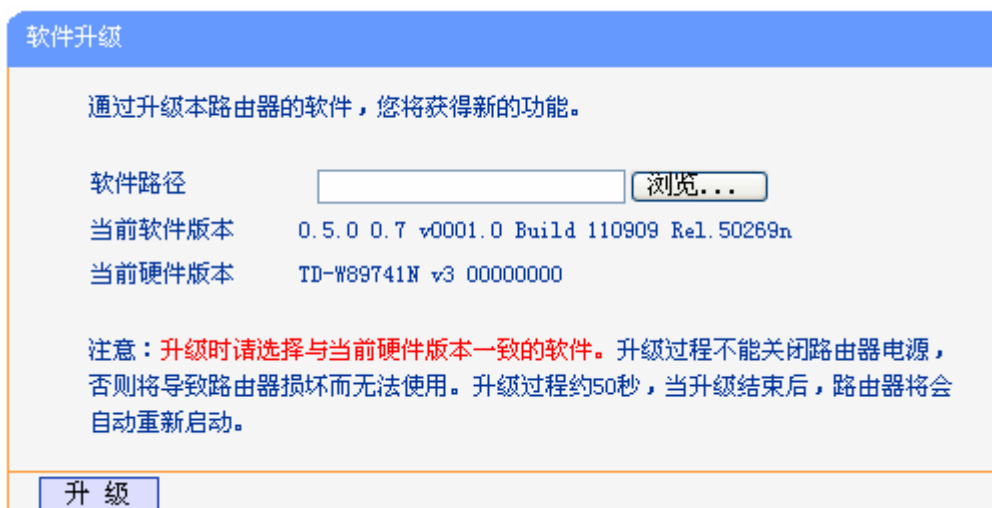 软件升级
通过升级本路由器的软件，您将获得新的功能。
软件路径 浏览...
当前软件版本 0.5.0 0.7 v0001.0 Build 110909 Rel.50269n
当前硬件版本 TD-W89741N v3 00000000
注意：升级时请选择与当前硬件版本一致的软件。升级过程不能关闭路由器电源，
否则将导致路由器损坏而无法使用。升级过程约50秒，当升级结束后，路由器将会
自动重新启动。
升 级